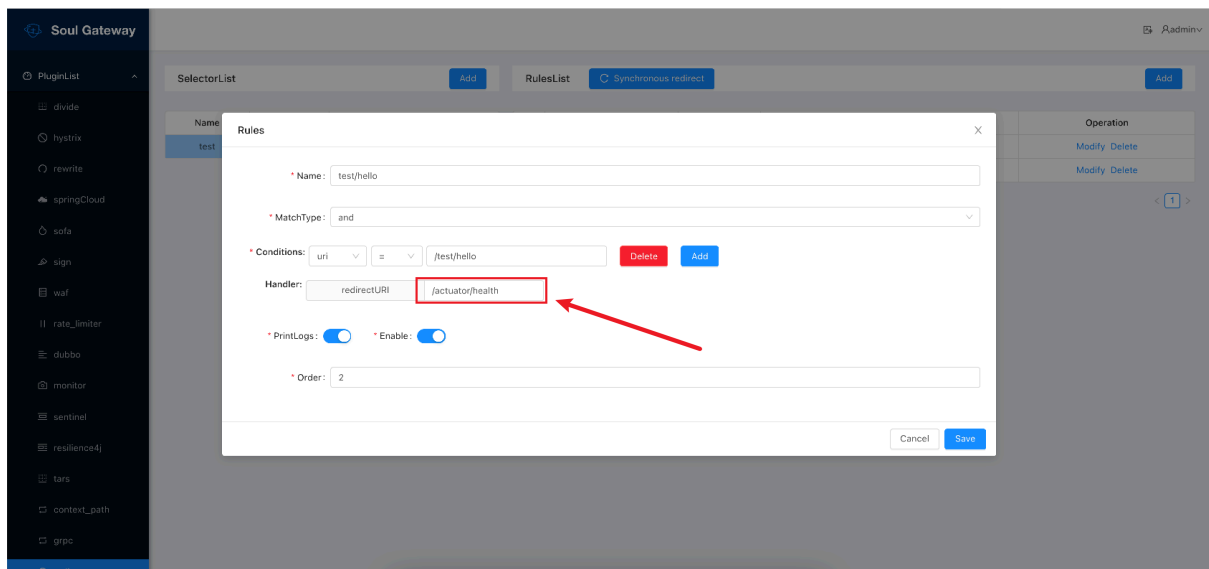 Soul Gateway
admin
PluginList
SelectorList
Add
RulesList
Synchronous redirect
Add
divide
Name
Rules
Operation
hystrix
test
Modify Delete
rewrite
* Name: test/hello
Modify Delete
springCloud
< 1 >
* MatchType: and
sofa
* Conditions: uri = /test/hello Delete Add
sign
Handler: redirectURI /actuator/health
waf
rate_limiter
* PrintLogs: * Enable:
dubbo
* Order: 2
monitor
sentinel
Cancel Save
resilience4j
tars
context_path
grpc